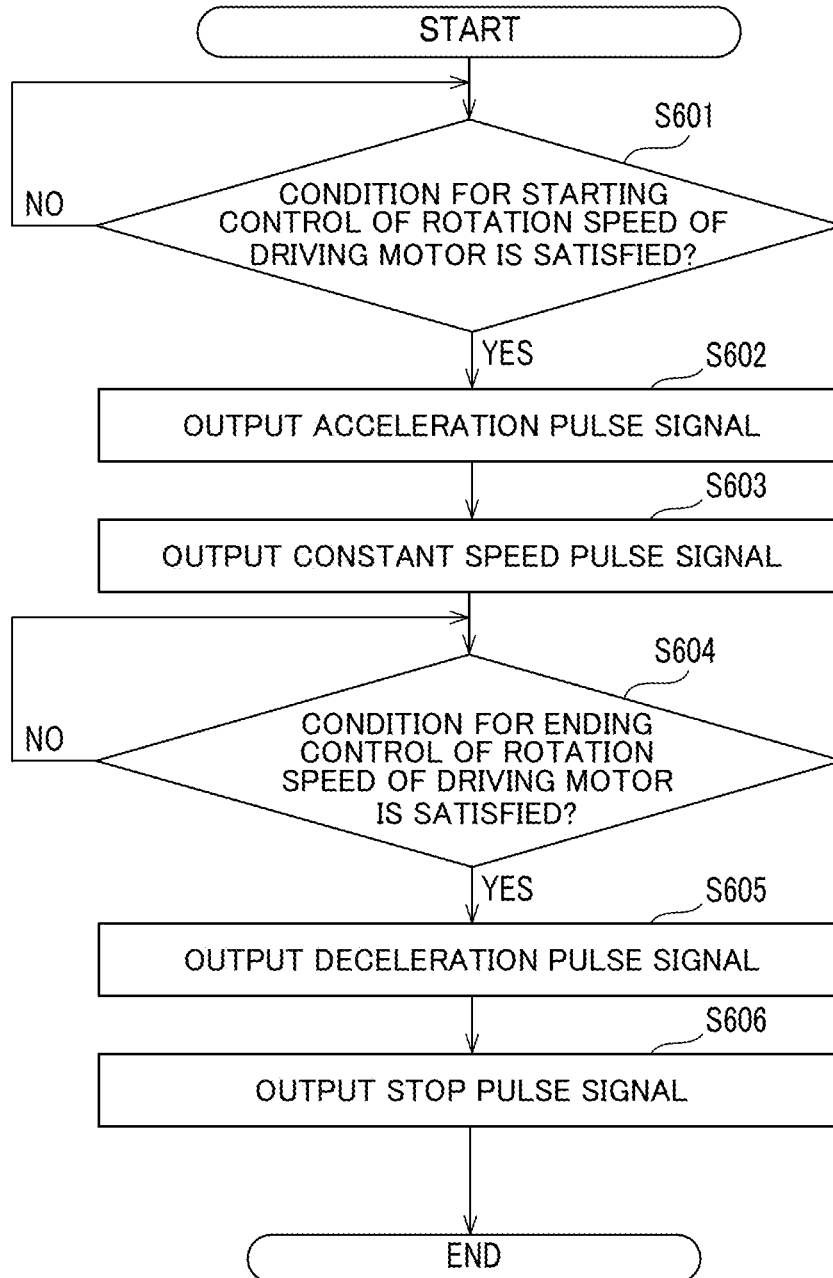 START
S601
CONDITION FOR STARTING
CONTROL OF ROTATION SPEED OF
DRIVING MOTOR IS SATISFIED?
NO
YES
S602
OUTPUT ACCELERATION PULSE SIGNAL
S603
OUTPUT CONSTANT SPEED PULSE SIGNAL
S604
CONDITION FOR ENDING
CONTROL OF ROTATION
SPEED OF DRIVING MOTOR
IS SATISFIED?
NO
YES
S605
OUTPUT DECELERATION PULSE SIGNAL
S606
OUTPUT STOP PULSE SIGNAL
END